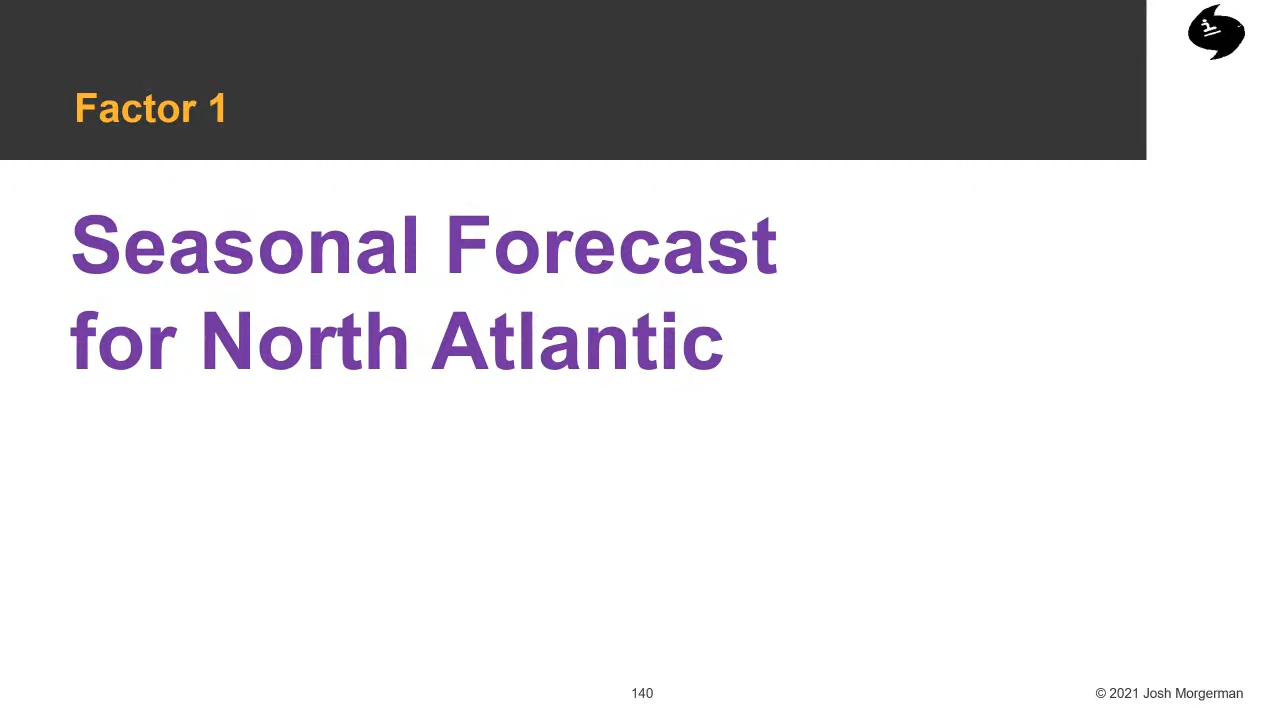 Factor 1
Seasonal Forecast
for North Atlantic
140
© 2021 Josh Morgerman